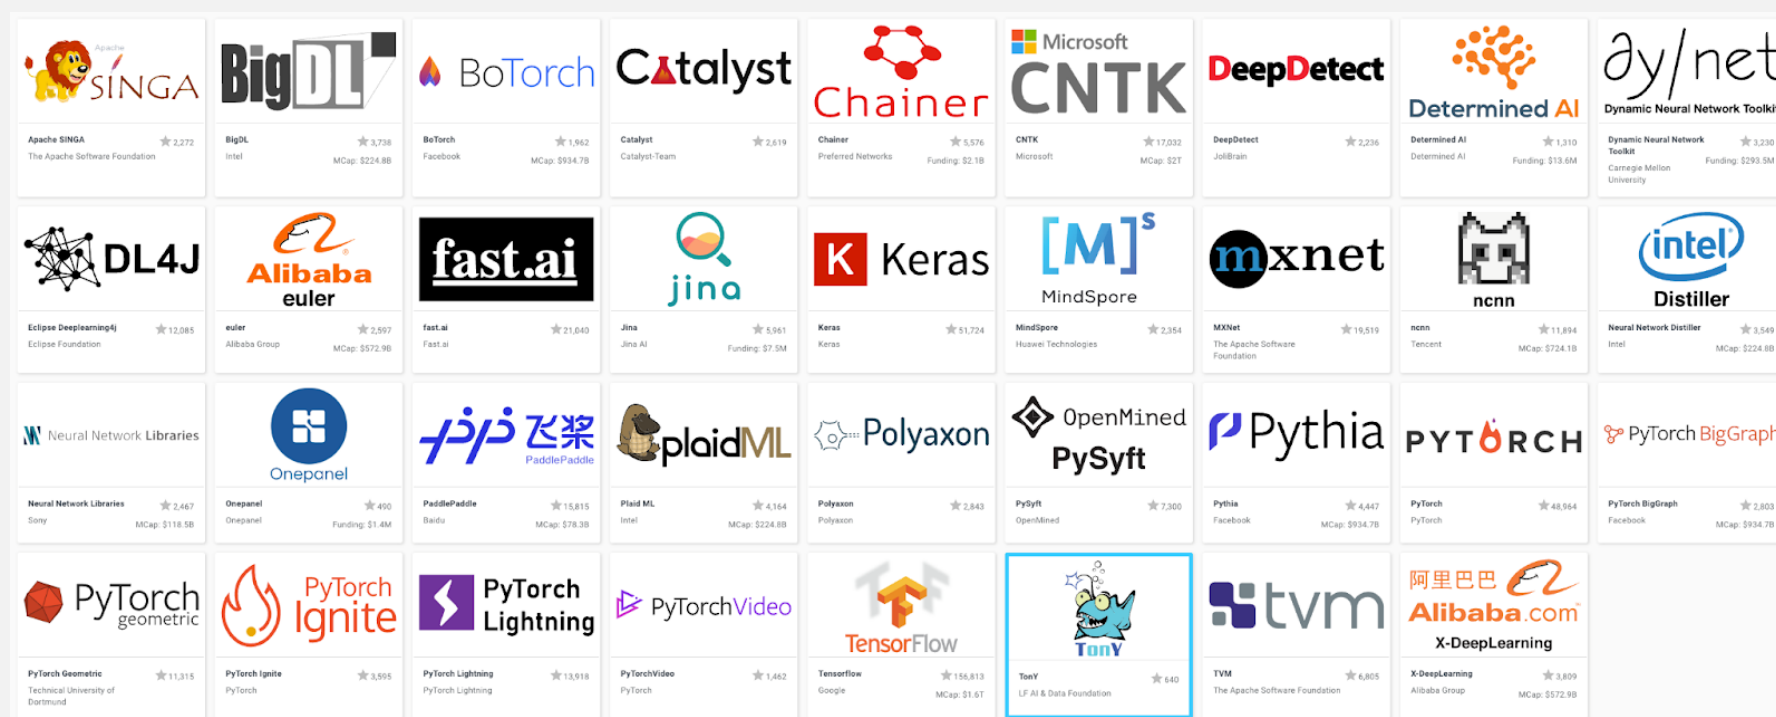 Apache
SINGA
Apache SINGA
2,272
The Apache Software Foundation
BigDL
BigDL
3,738
Intel
MCap: $224.8B
BoTorch
BoTorch
1,962
Facebook
MCap: $934.7B
Catalyst
Catalyst
2,619
Catalyst-Team
Chainer
Chainer
5,576
Preferred Networks
Funding: $2.1B
Microsoft
CNTK
CNTK
17,032
Microsoft
MCap: $2T
DeepDetect
DeepDetect
2,236
JoliBrain
Determined AI
Determined AI
1,310
Determined AI
Funding: $13.6M
dy/net
Dynamic Neural Network Toolkit
Dynamic Neural Network
Toolkit
3,230
Carnegie Mellon
University
Funding: $293.5M
DL4J
Eclipse Deeplearning4j
12,085
Eclipse Foundation
Alibaba
euler
euler
2,597
Alibaba Group
MCap: $572.9B
fast.ai
fast.ai
21,040
Fast.ai
jina
Jina
5,961
Jina AI
Funding: $7.5M
K Keras
Keras
51,724
Keras
[M]s
MindSpore
MindSpore
2,354
Huawei Technologies
mxnet
MXNet
19,519
The Apache Software
Foundation
ncnn
ncnn
11,894
Tencent
MCap: $724.1B
intel
Distiller
Neural Network Distiller
3,549
Intel
MCap: $224.8B
Neural Network Libraries
Neural Network Libraries
2,467
Sony
MCap: $118.5B
Onepanel
Onepanel
490
Onepanel
Funding: $1.4M
飞桨
PaddlePaddle
PaddlePaddle
15,815
Baidu
MCap: $78.3B
plaidML
Plaid ML
4,164
Intel
MCap: $224.8B
Polyaxon
Polyaxon
2,843
Polyaxon
OpenMined
PySyft
PySyft
7,300
OpenMined
Pythia
Pythia
4,447
Facebook
MCap: $934.7B
PYTORCH
PyTorch
48,964
PyTorch
PyTorch BigGraph
PyTorch BigGraph
2,803
Facebook
MCap: $934.7B
PyTorch
geometric
PyTorch Geometric
11,315
Technical University of
Dortmund
PyTorch
Ignite
PyTorch Ignite
3,595
PyTorch
PyTorch
Lightning
PyTorch Lightning
13,918
PyTorch Lightning
PyTorchVideo
PyTorchVideo
1,462
PyTorch
TensorFlow
Tensorflow
156,813
Google
MCap: $1.6T
TonY
TonY
640
LF AI & Data Foundation
tvm
TVM
6,805
The Apache Software Foundation
阿里巴巴
Alibaba.com
X-DeepLearning
X-DeepLearning
3,809
Alibaba Group
MCap: $572.9B